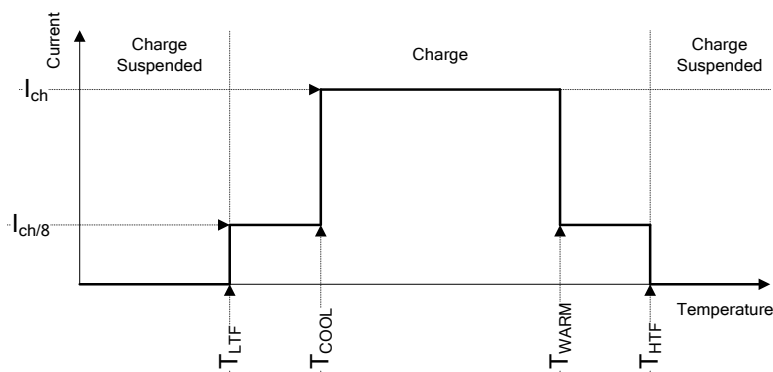 Current
Charge
Suspended
Charge
Charge
Suspended
Ich
Ich/8
Temperature
TLTF
TCOOL
TWARM
THTF